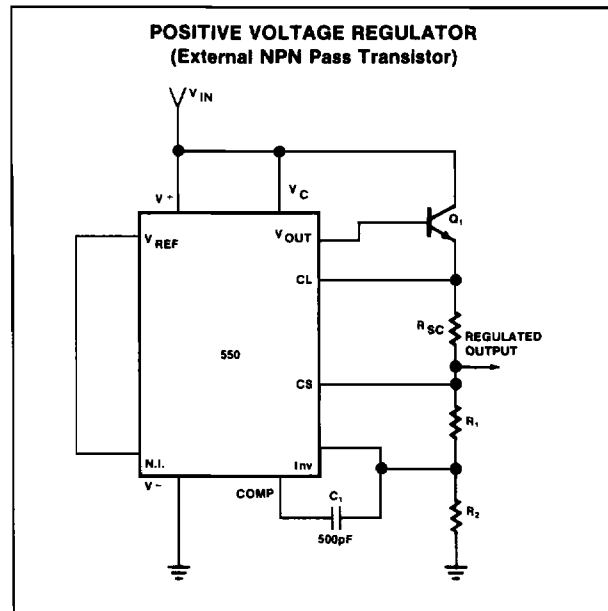 POSITIVE VOLTAGE REGULATOR
(External NPN Pass Transistor)
VIN
V+
VC
VREF
VOUT
Q1
CL
RSC
REGULATED
OUTPUT
550
CS
R1
N.I.
Inv
V−
COMP
C1
R2
500pF